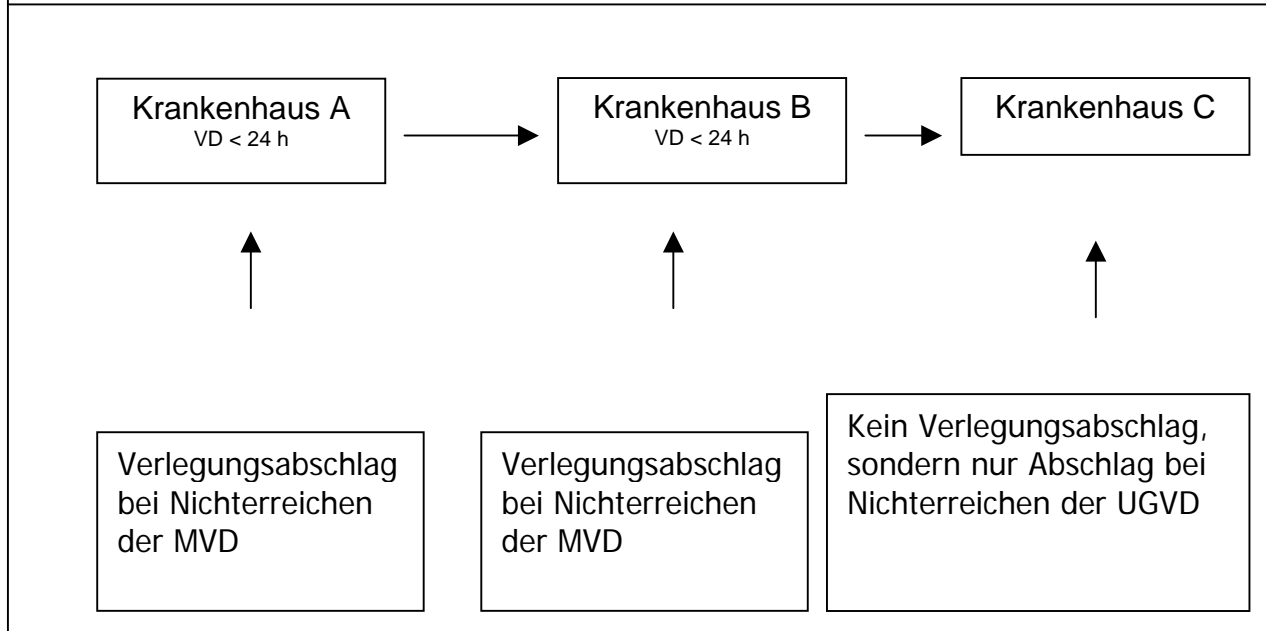 Krankenhaus A
VD < 24 h
Krankenhaus B
VD < 24 h
Krankenhaus C
Verlegungsabschlag
bei Nichterreichen
der MVD
Verlegungsabschlag
bei Nichterreichen
der MVD
Kein Verlegungsabschlag,
sondern nur Abschlag bei
Nichterreichen der UGVD